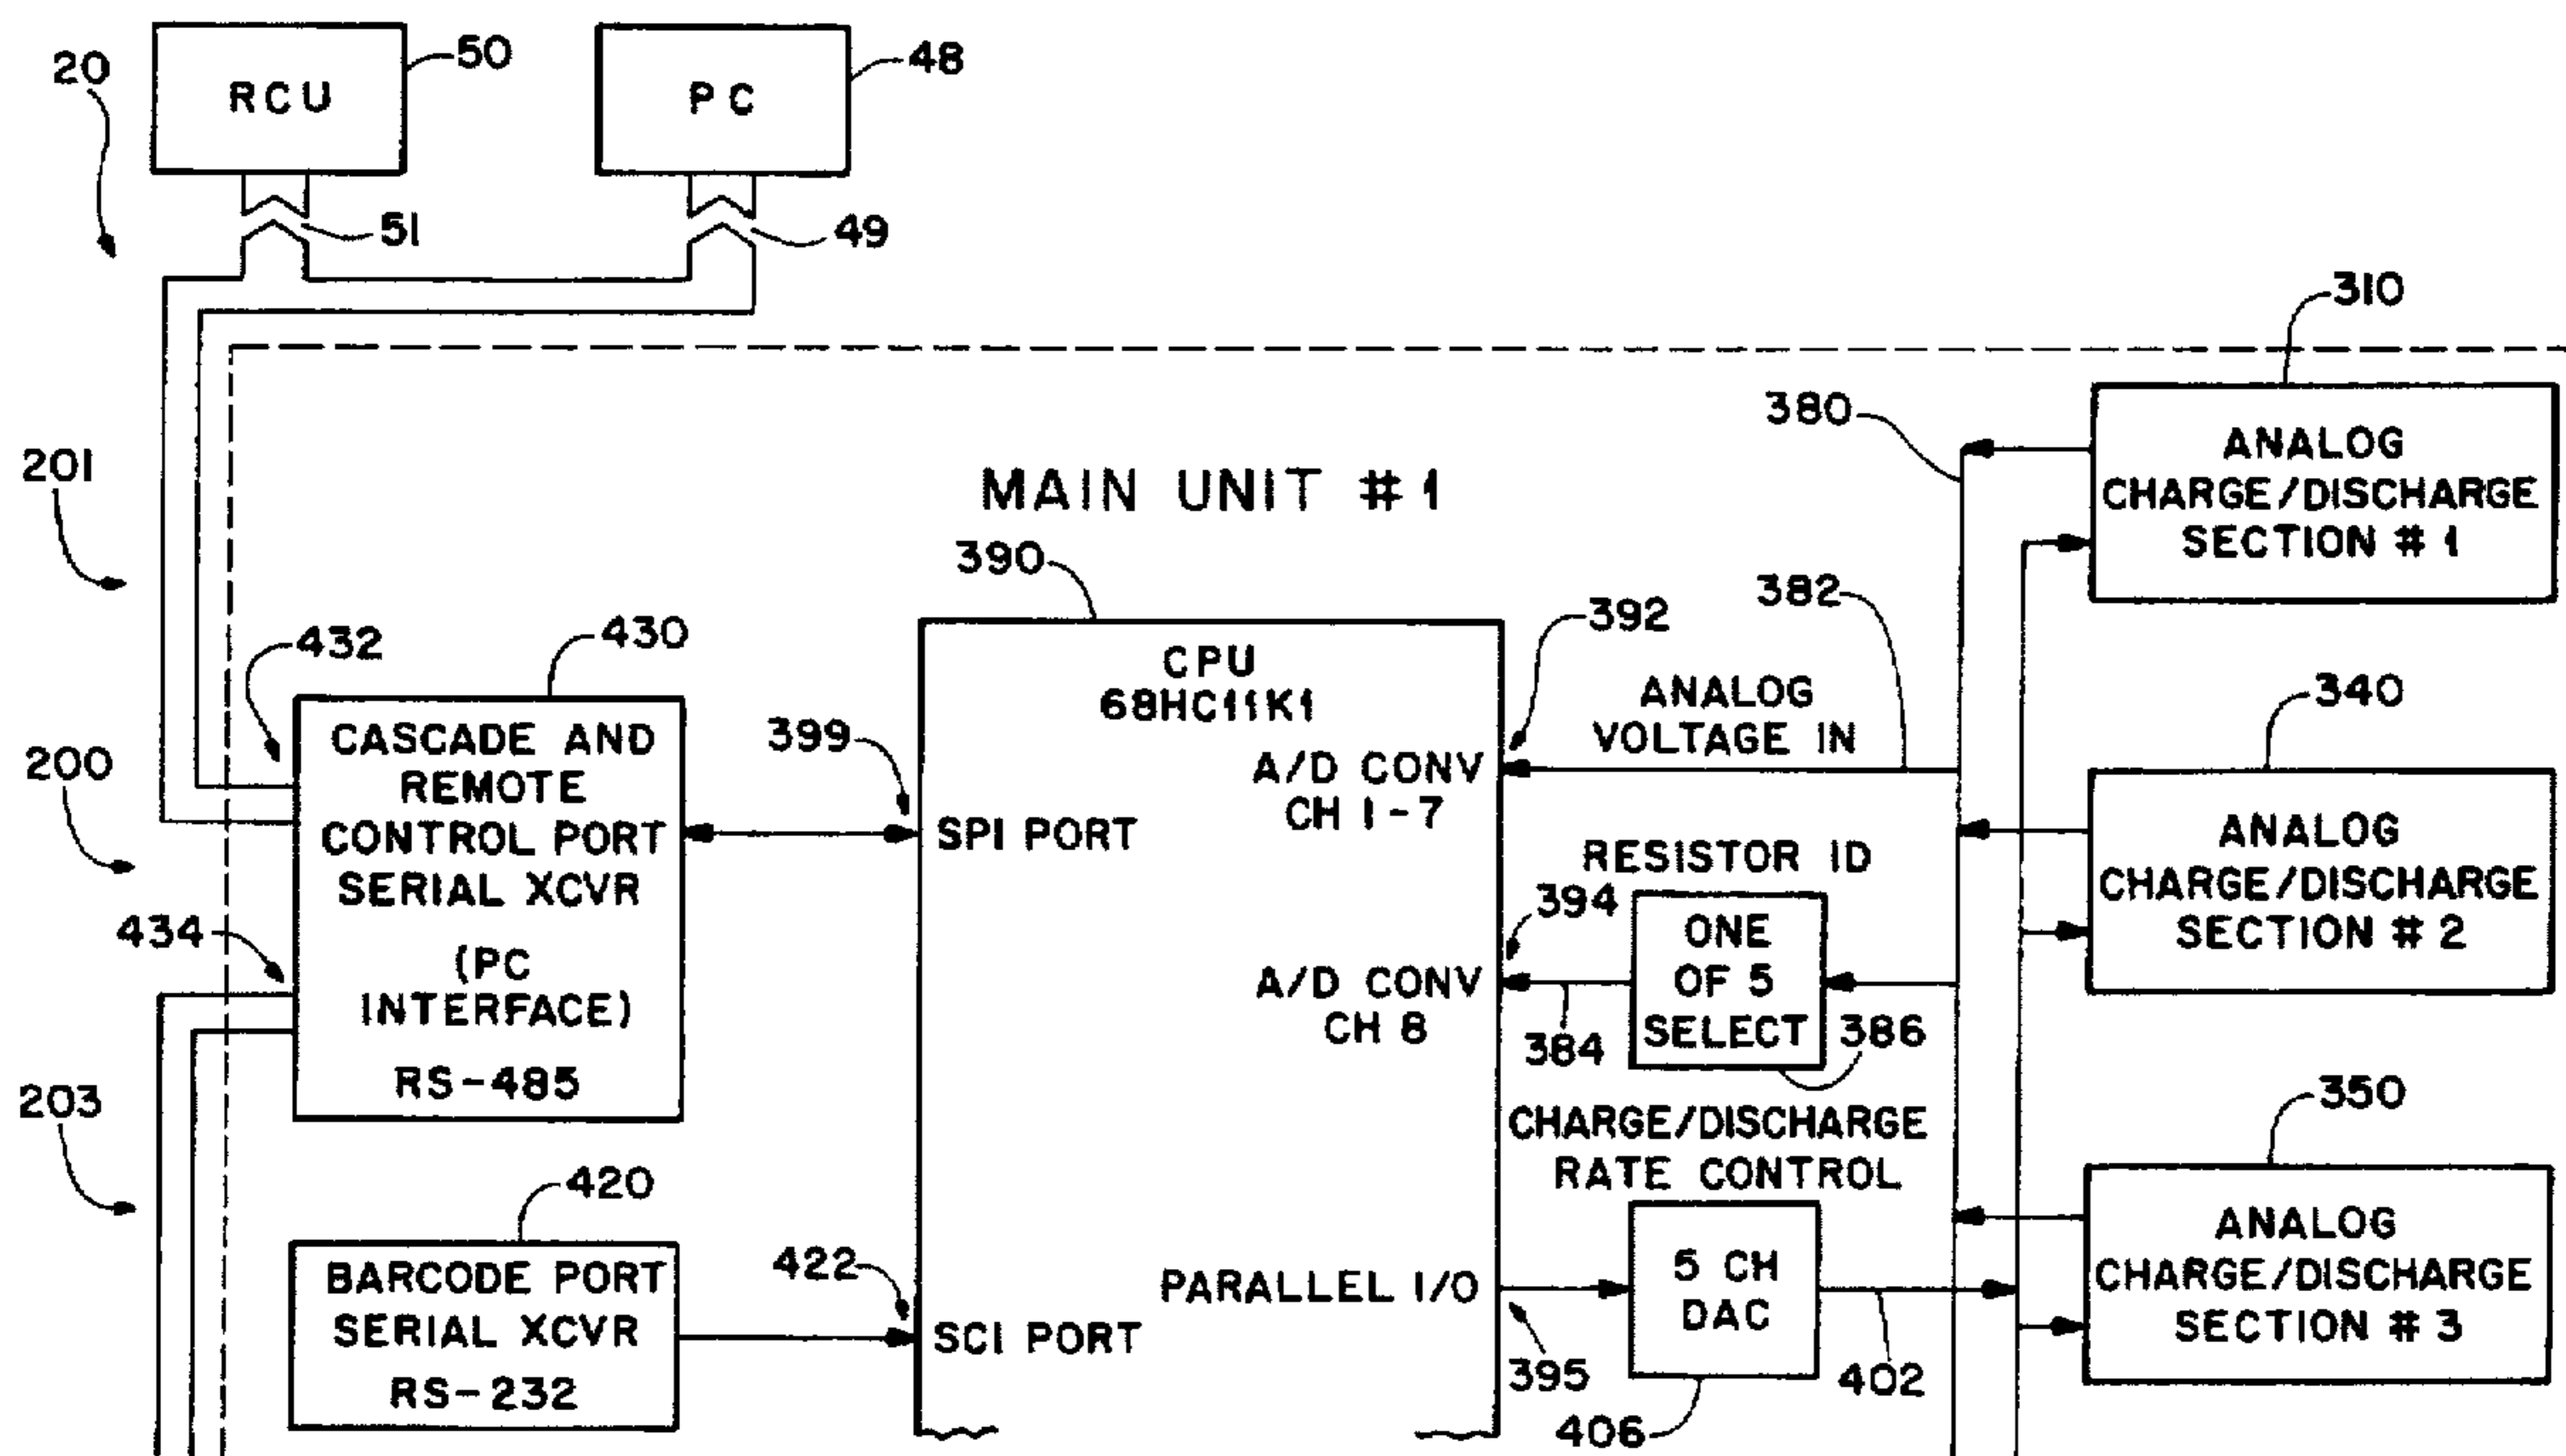 20
RCU
50
PC
48
51
49
201
MAIN UNIT #1
380
310
ANALOG
CHARGE/DISCHARGE
SECTION #1
390
382
392
432
430
CPU
68HC11K1
ANALOG
VOLTAGE IN
340
399
A/D CONV
CH 1-7
200
CASCADE AND
REMOTE
CONTROL PORT
SERIAL XCVR
(PC
INTERFACE)
RS-485
SPI PORT
RESISTOR ID
ANALOG
CHARGE/DISCHARGE
SECTION #2
434
394
ONE
OF 5
SELECT
A/D CONV
CH 8
384
386
203
CHARGE/DISCHARGE
RATE CONTROL
350
420
BARCODE PORT
SERIAL XCVR
RS-232
422
SCI PORT
PARALLEL I/O
5 CH
DAC
ANALOG
CHARGE/DISCHARGE
SECTION #3
395
402
406